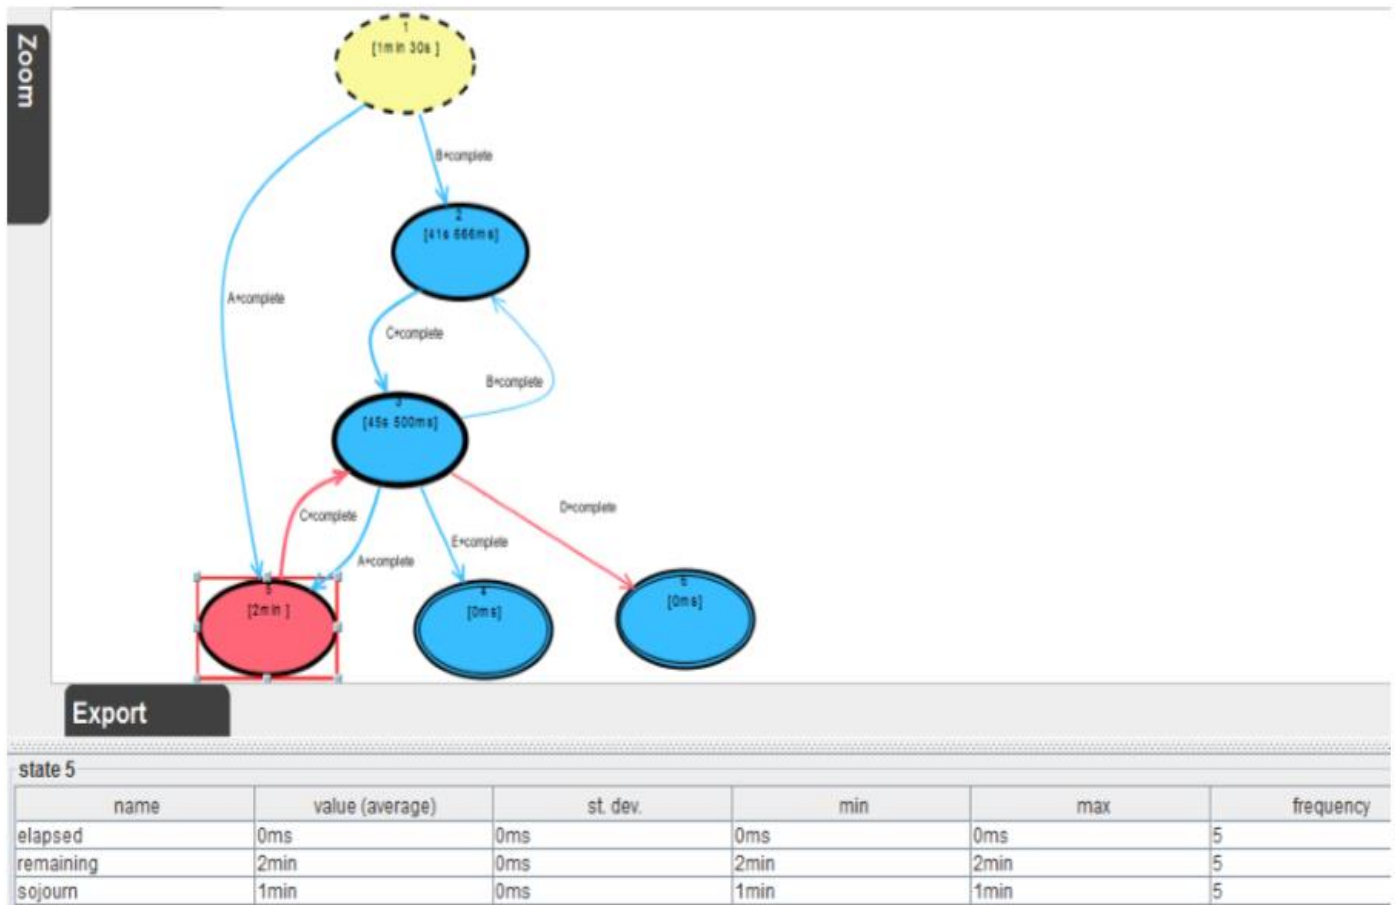 Zoom
1
[1min 30s ]
B+complete
2
[41s 666ms]
A+complete
C+complete
B+complete
3
[45s 500ms]
C+complete
D+complete
E+complete
A+complete
5
[2min ]
4
[0ms]
[0ms]
Export
state 5
name value (average) st. dev. min max frequency
elapsed 0ms 0ms 0ms 0ms 5
remaining 2min 0ms 2min 2min 5
sojourn 1min 0ms 1min 1min 5